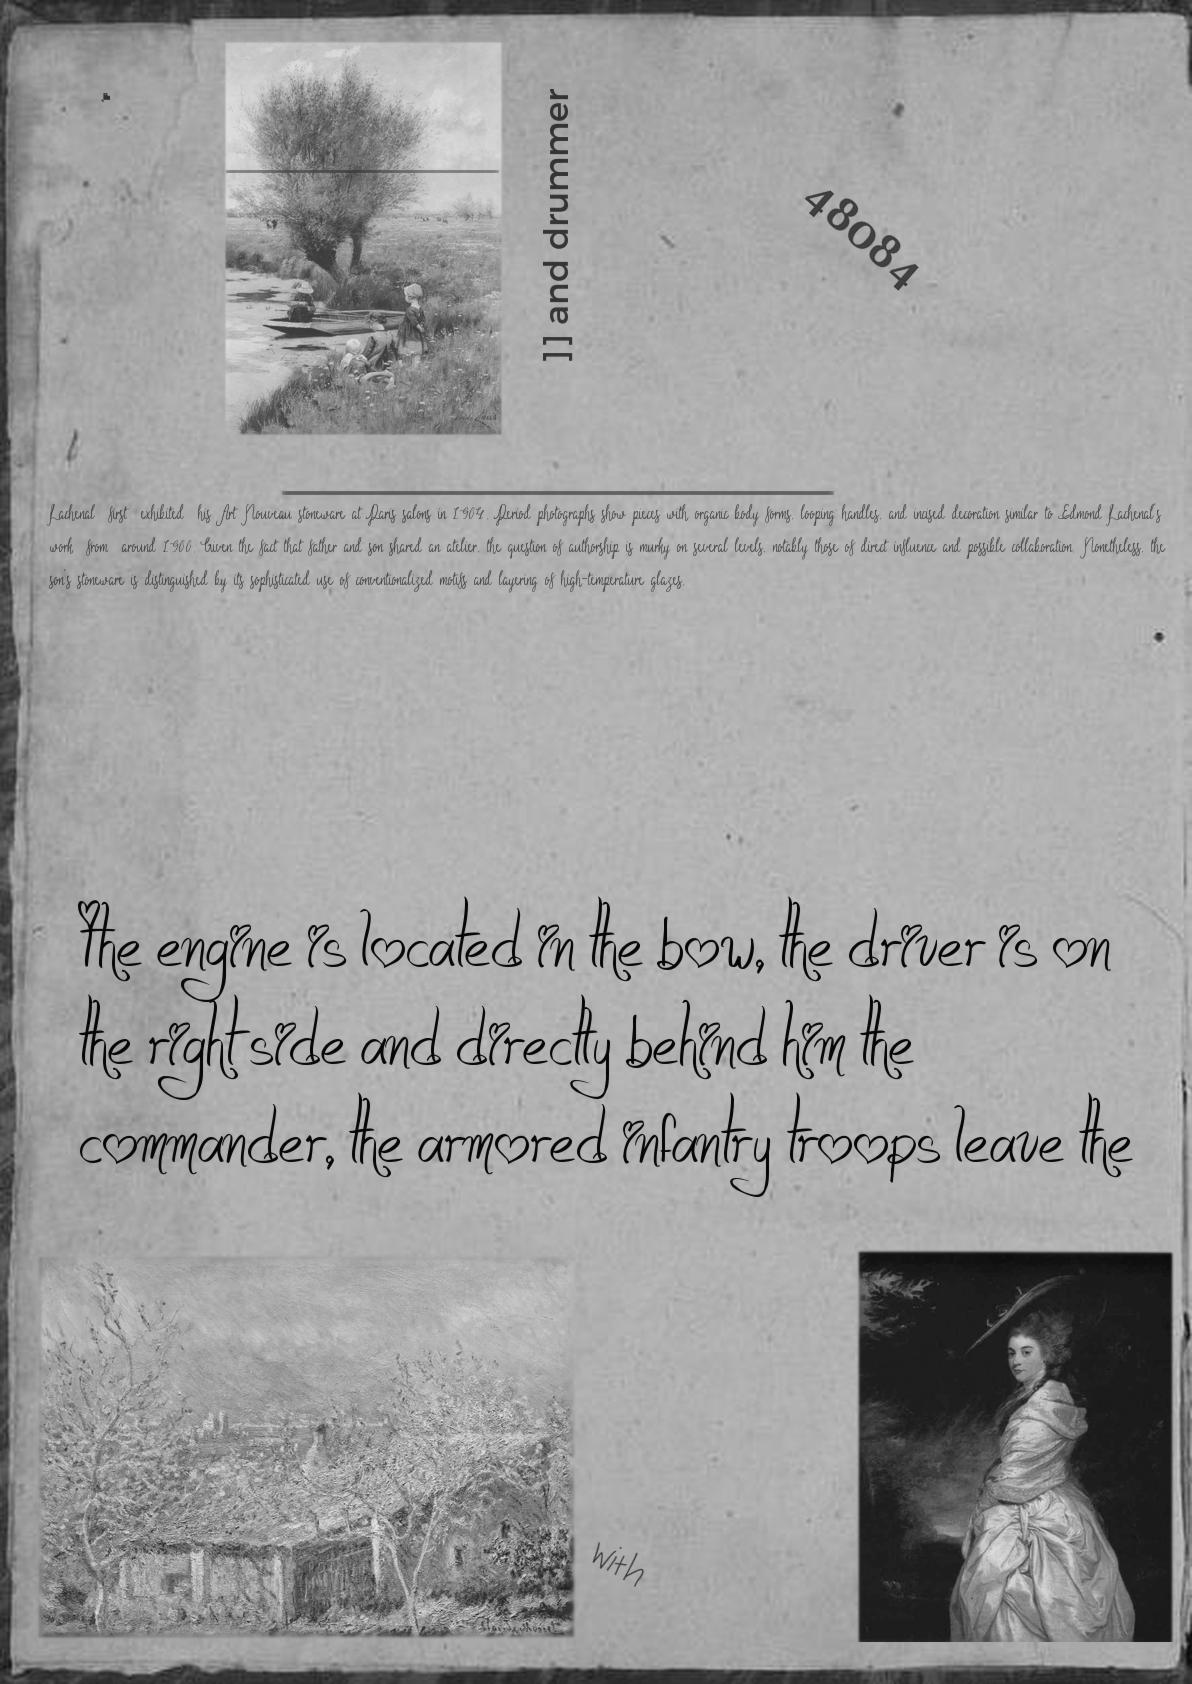 ]] and drummer
48084
Lachenal first exhibited his Art Nouveau stoneware at Paris salons in 1904. Period photographs show pieces with organic body forms, looping handles, and incised decoration similar to Edmond Lachenal's
work from around 1900. Given the fact that father and son shared an atelier, the question of authorship is murky on several levels, notably those of direct influence and possible collaboration. Nonetheless, the
son's stoneware is distinguished by its sophisticated use of conventionalized motifs and layering of high-temperature glazes.
The engine is located in the bow, the driver is on
the right side and directly behind him the
commander, the armored infantry troops leave the
With